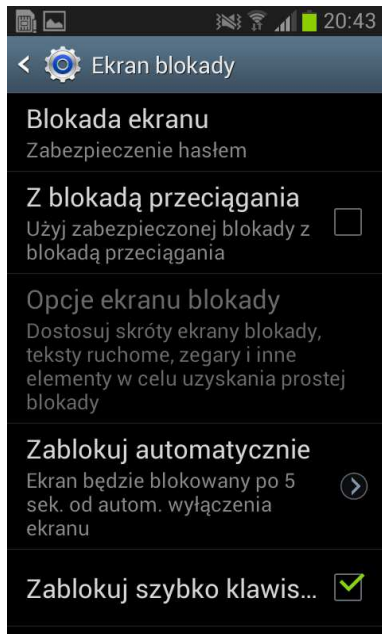 20:43
Ekran blokady
Blokada ekranu
Zabezpieczenie hasłem
Z blokadą przeciągania
Użyj zabezpieczonej blokady z
blokadą przeciągania
Opcje ekranu blokady
Dostosuj skróty ekrany blokady,
teksty ruchome, zegary i inne
elementy w celu uzyskania prostej
blokady
Zablokuj automatycznie
Ekran będzie blokowany po 5
sek. od autom. wyłączenia
ekranu
Zablokuj szybko klawis...